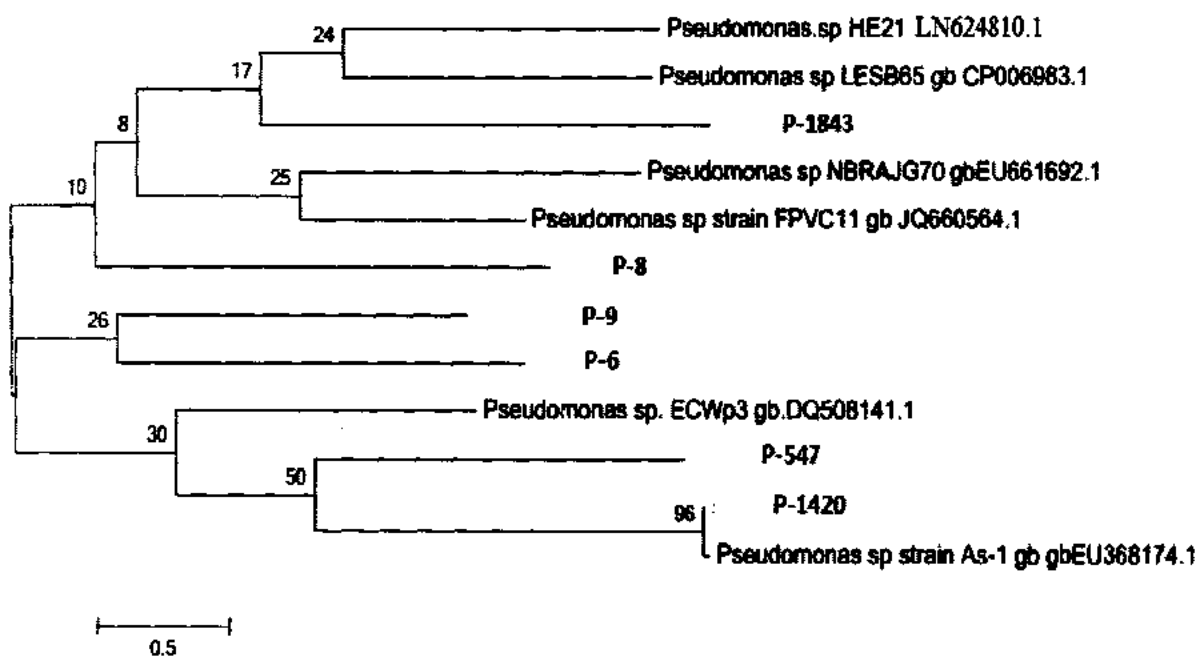 24
Pseudomonas.sp HE21 LN624810.1
17
Pseudomonas sp LESB65 gb CP006983.1
8
P-1843
25
Pseudomonas sp NBRAJG70 gbEU661692.1
10
Pseudomonas sp strain FPVC11 gb JQ660564.1
P-8
26
P-9
P-6
30
Pseudomonas sp. ECWp3 gb.DQ508141.1
50
P-547
96
P-1420
Pseudomonas sp strain As-1 gb gbEU368174.1
0.5